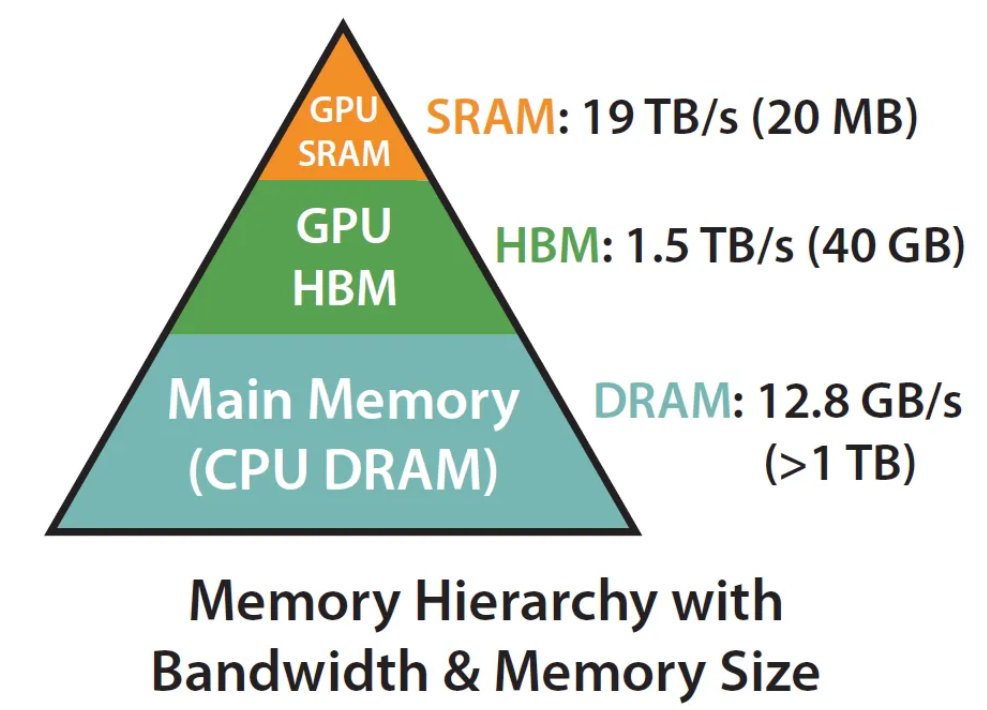 GPU
SRAM
SRAM: 19 TB/s (20 MB)
GPU
HBM
HBM: 1.5 TB/s (40 GB)
Main Memory
(CPU DRAM)
DRAM: 12.8 GB/s
(>1 TB)
Memory Hierarchy with
Bandwidth & Memory Size